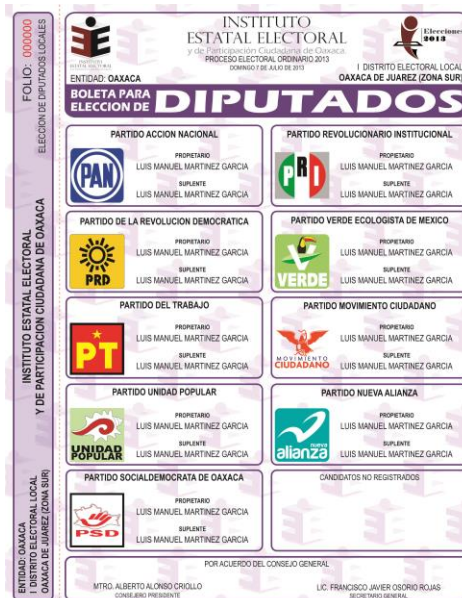 FOLIO: 0000000
ELECCION DE DIPUTADOS LOCALES
INSTITUTO ESTATAL ELECTORAL
Y DE PARTICIPACION CIUDADANA DE OAXACA
ENTIDAD: OAXACA
I DISTRITO ELECTORAL LOCAL
OAXACA DE JUAREZ (ZONA SUR)
INSTITUTO
ESTATAL ELECTORAL
y de Participación Ciudadana de Oaxaca
PROCESO ELECTORAL ORDINARIO 2013
DOMINGO 7 DE JULIO DE 2013
Elecciones
2013
ENTIDAD: OAXACA
I DISTRITO ELECTORAL LOCAL
OAXACA DE JUAREZ (ZONA SUR)
BOLETA PARA
ELECCION DE DIPUTADOS
PARTIDO ACCION NACIONAL
PAN
PROPIETARIO
LUIS MANUEL MARTINEZ GARCIA
SUPLENTE
LUIS MANUEL MARTINEZ GARCIA
PARTIDO REVOLUCIONARIO INSTITUCIONAL
PRI
PROPIETARIO
LUIS MANUEL MARTINEZ GARCIA
SUPLENTE
LUIS MANUEL MARTINEZ GARCIA
PARTIDO DE LA REVOLUCION DEMOCRATICA
PRD
PROPIETARIO
LUIS MANUEL MARTINEZ GARCIA
SUPLENTE
LUIS MANUEL MARTINEZ GARCIA
PARTIDO VERDE ECOLOGISTA DE MEXICO
VERDE
PROPIETARIO
LUIS MANUEL MARTINEZ GARCIA
SUPLENTE
LUIS MANUEL MARTINEZ GARCIA
PARTIDO DEL TRABAJO
PT
PROPIETARIO
LUIS MANUEL MARTINEZ GARCIA
SUPLENTE
LUIS MANUEL MARTINEZ GARCIA
PARTIDO MOVIMIENTO CIUDADANO
MOVIMIENTO
CIUDADANO
PROPIETARIO
LUIS MANUEL MARTINEZ GARCIA
SUPLENTE
LUIS MANUEL MARTINEZ GARCIA
PARTIDO UNIDAD POPULAR
UNIDAD
POPULAR
PROPIETARIO
LUIS MANUEL MARTINEZ GARCIA
SUPLENTE
LUIS MANUEL MARTINEZ GARCIA
PARTIDO NUEVA ALIANZA
nueva
alianza
PROPIETARIO
LUIS MANUEL MARTINEZ GARCIA
SUPLENTE
LUIS MANUEL MARTINEZ GARCIA
PARTIDO SOCIALDEMOCRATA DE OAXACA
PSD
PROPIETARIO
LUIS MANUEL MARTINEZ GARCIA
SUPLENTE
LUIS MANUEL MARTINEZ GARCIA
CANDIDATOS NO REGISTRADOS
POR ACUERDO DEL CONSEJO GENERAL
MTRO. ALBERTO ALONSO CRIOLLO
CONSEJERO PRESIDENTE
LIC. FRANCISCO JAVIER OSORIO ROJAS
SECRETARIO GENERAL